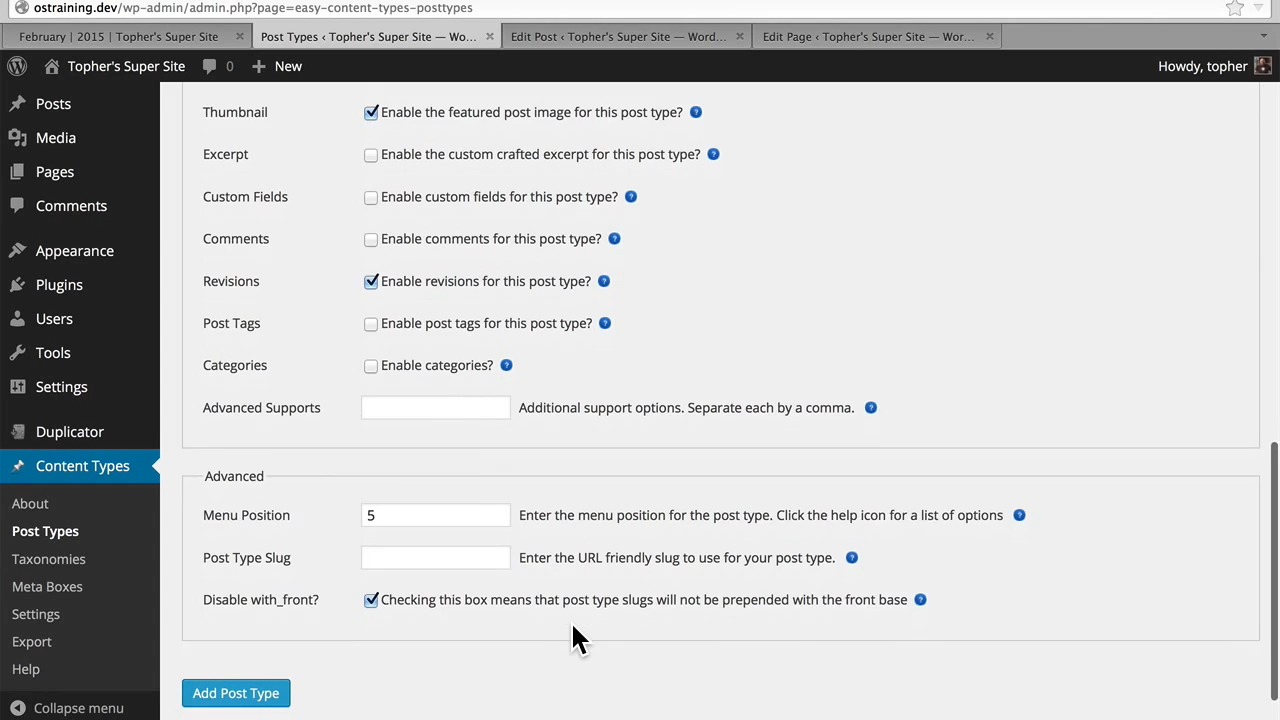 ostraining.dev/wp-admin/admin.php?page=easy-content-types-posttypes
February | 2015 | Topher's Super Site × Post Types ‹ Topher's Super Site — Wo... × Edit Post ‹ Topher's Super Site — Word... × Edit Page ‹ Topher's Super Site — Wor... ×
Topher's Super Site 0 + New Howdy, topher
Posts
Media
Pages
Comments
Appearance
Plugins
Users
Tools
Settings
Duplicator
Content Types
About
Post Types
Taxonomies
Meta Boxes
Settings
Export
Help
Collapse menu
Thumbnail Enable the featured post image for this post type? ?
Excerpt Enable the custom crafted excerpt for this post type? ?
Custom Fields Enable custom fields for this post type? ?
Comments Enable comments for this post type? ?
Revisions Enable revisions for this post type? ?
Post Tags Enable post tags for this post type? ?
Categories Enable categories? ?
Advanced Supports Additional support options. Separate each by a comma. ?
Advanced
Menu Position 5 Enter the menu position for the post type. Click the help icon for a list of options ?
Post Type Slug Enter the URL friendly slug to use for your post type. ?
Disable with_front? Checking this box means that post type slugs will not be prepended with the front base ?
Add Post Type